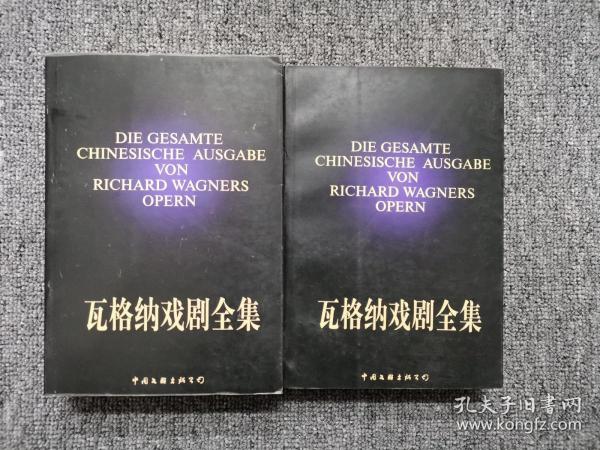 DIE GESAMTE
CHINESISCHE AUSGABE
VON
RICHARD WAGNERS
OPERN
瓦格纳戏剧全集
中国文联出版公司
DIE GESAMTE
CHINESISCHE AUSGABE
VON
RICHARD WAGNERS
OPERN
瓦格纳戏剧全集
中国文联出版公司
孔夫子旧书网
www.kongfz.com